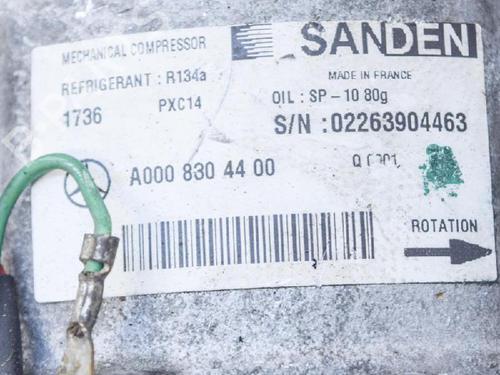 SANDEN
MECHANICAL COMPRESSOR
MADE IN FRANCE
REFRIGERANT : R134a
OIL : SP-10 80g
1736 PXC14
S/N : 02263904463
A000 830 44 00
ROTATION